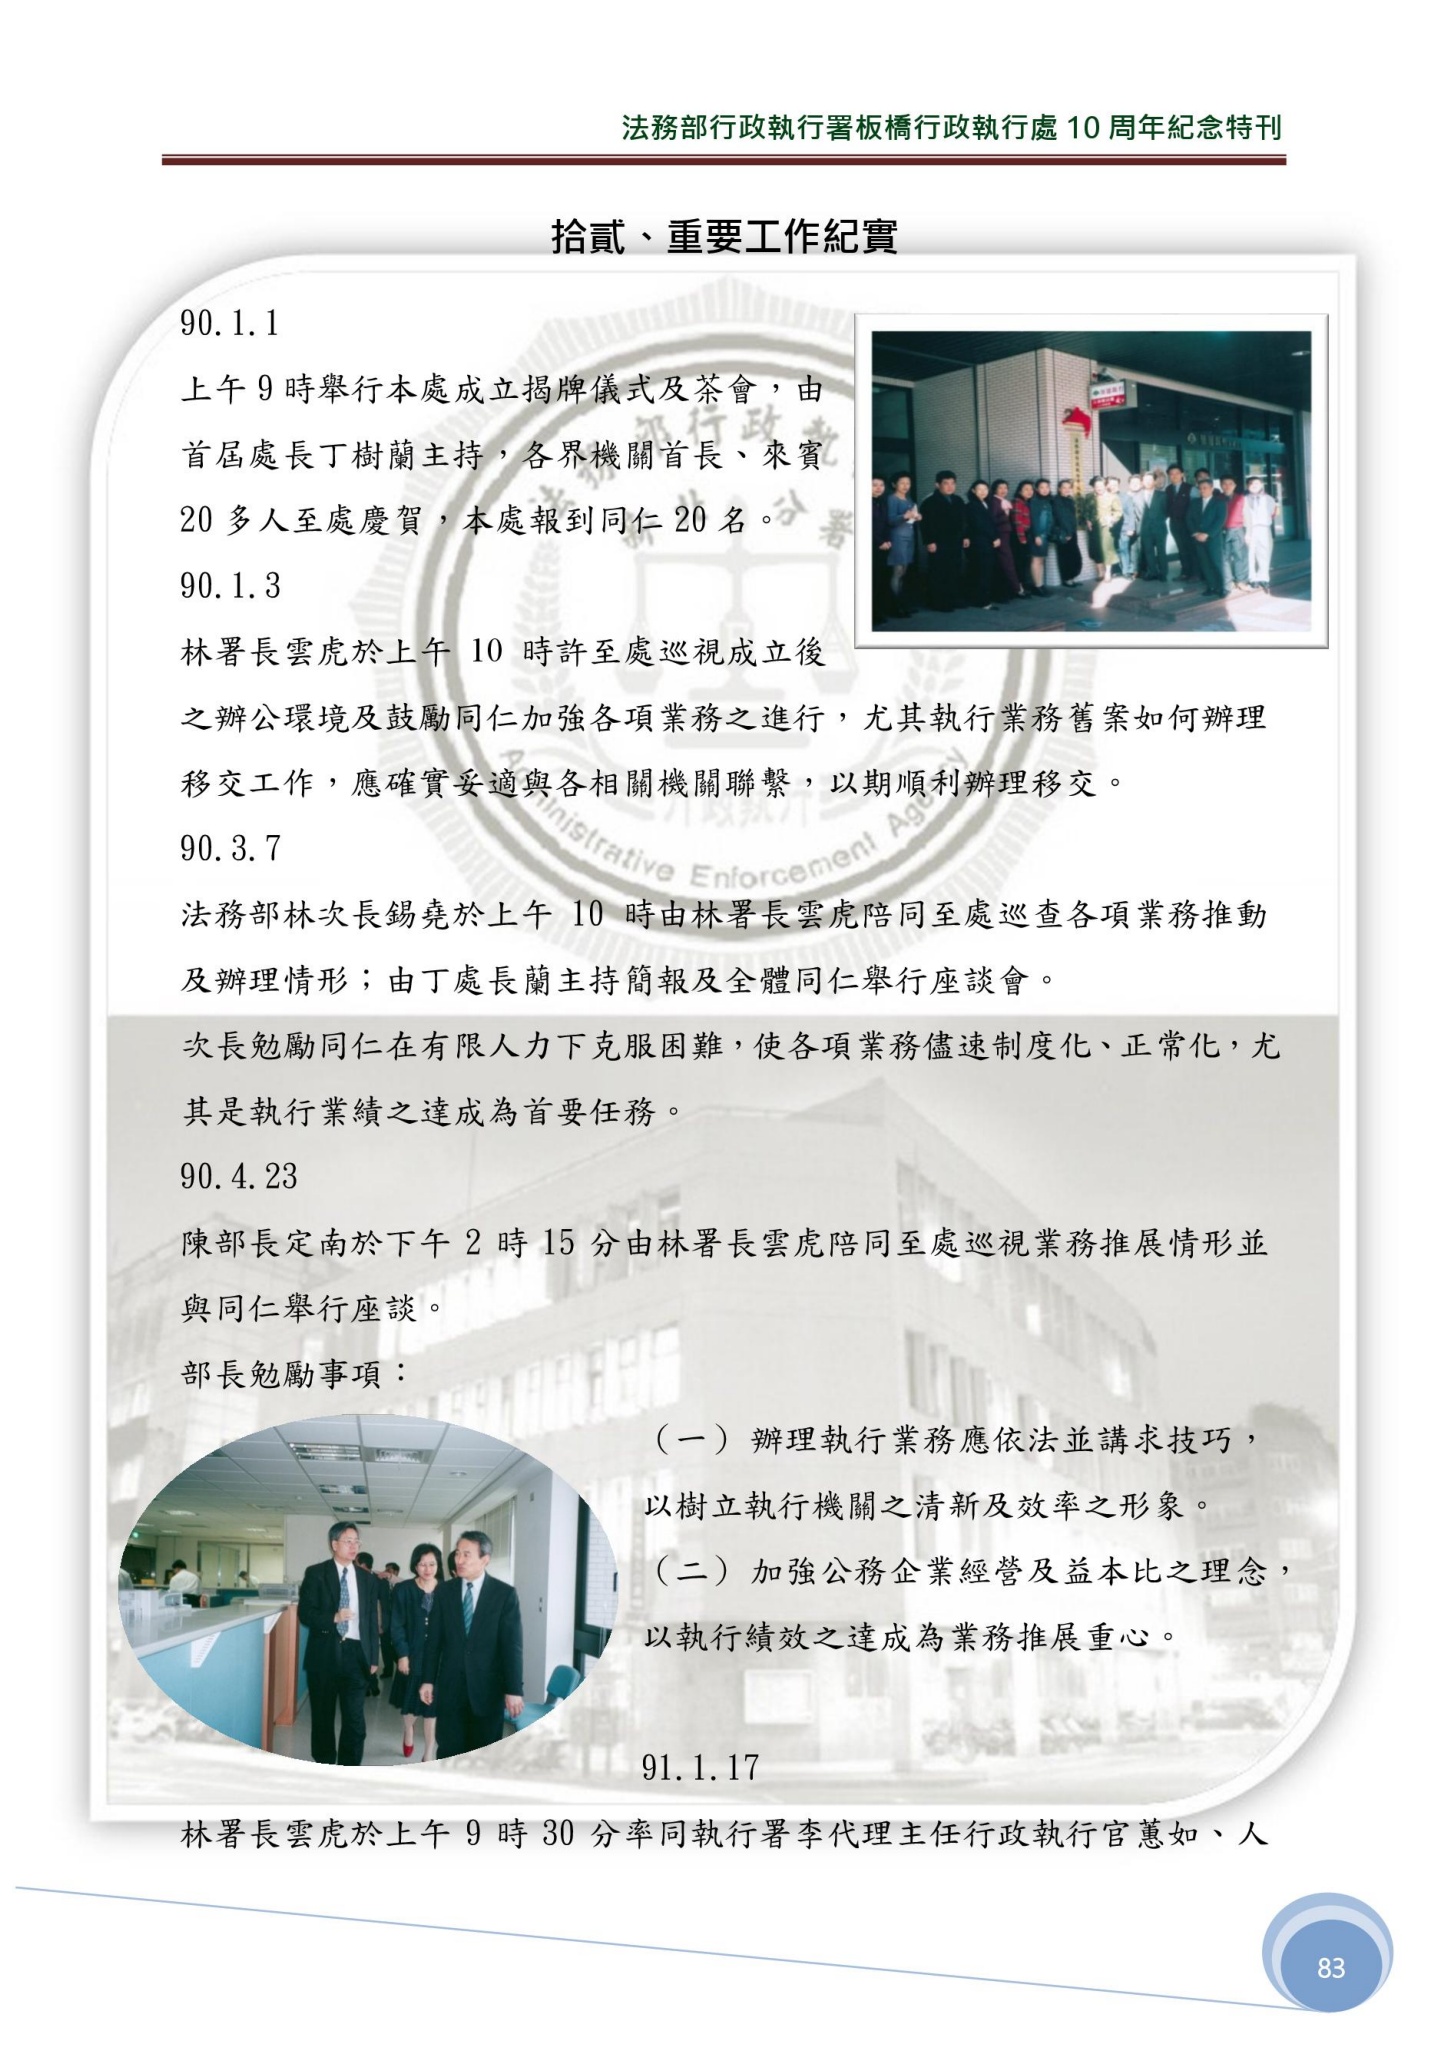 法務部行政執行署板橋行政執行處 10 周年紀念特刊
拾貳、重要工作紀實
90.1.1
上午 9 時舉行本處成立揭牌儀式及茶會，由
首屆處長丁樹蘭主持，各界機關首長、來賓
20 多人至處慶賀，本處報到同仁 20 名。
90.1.3
林署長雲虎於上午 10 時許至處巡視成立後
之辦公環境及鼓勵同仁加強各項業務之進行，尤其執行業務舊案如何辦理
移交工作，應確實妥適與各相關機關聯繫，以期順利辦理移交。
90.3.7
法務部林次長錫堯於上午 10 時由林署長雲虎陪同至處巡查各項業務推動
及辦理情形；由丁處長蘭主持簡報及全體同仁舉行座談會。
次長勉勵同仁在有限人力下克服困難，使各項業務儘速制度化、正常化，尤
其是執行業績之達成為首要任務。
90.4.23
陳部長定南於下午 2 時 15 分由林署長雲虎陪同至處巡視業務推展情形並
與同仁舉行座談。
部長勉勵事項：
（一） 辦理執行業務應依法並講求技巧，
以樹立執行機關之清新及效率之形象。
（二） 加強公務企業經營及益本比之理念，
以執行績效之達成為業務推展重心。
91.1.17
林署長雲虎於上午 9 時 30 分率同執行署李代理主任行政執行官蕙如、人
83
Administrative Enforcement Agency